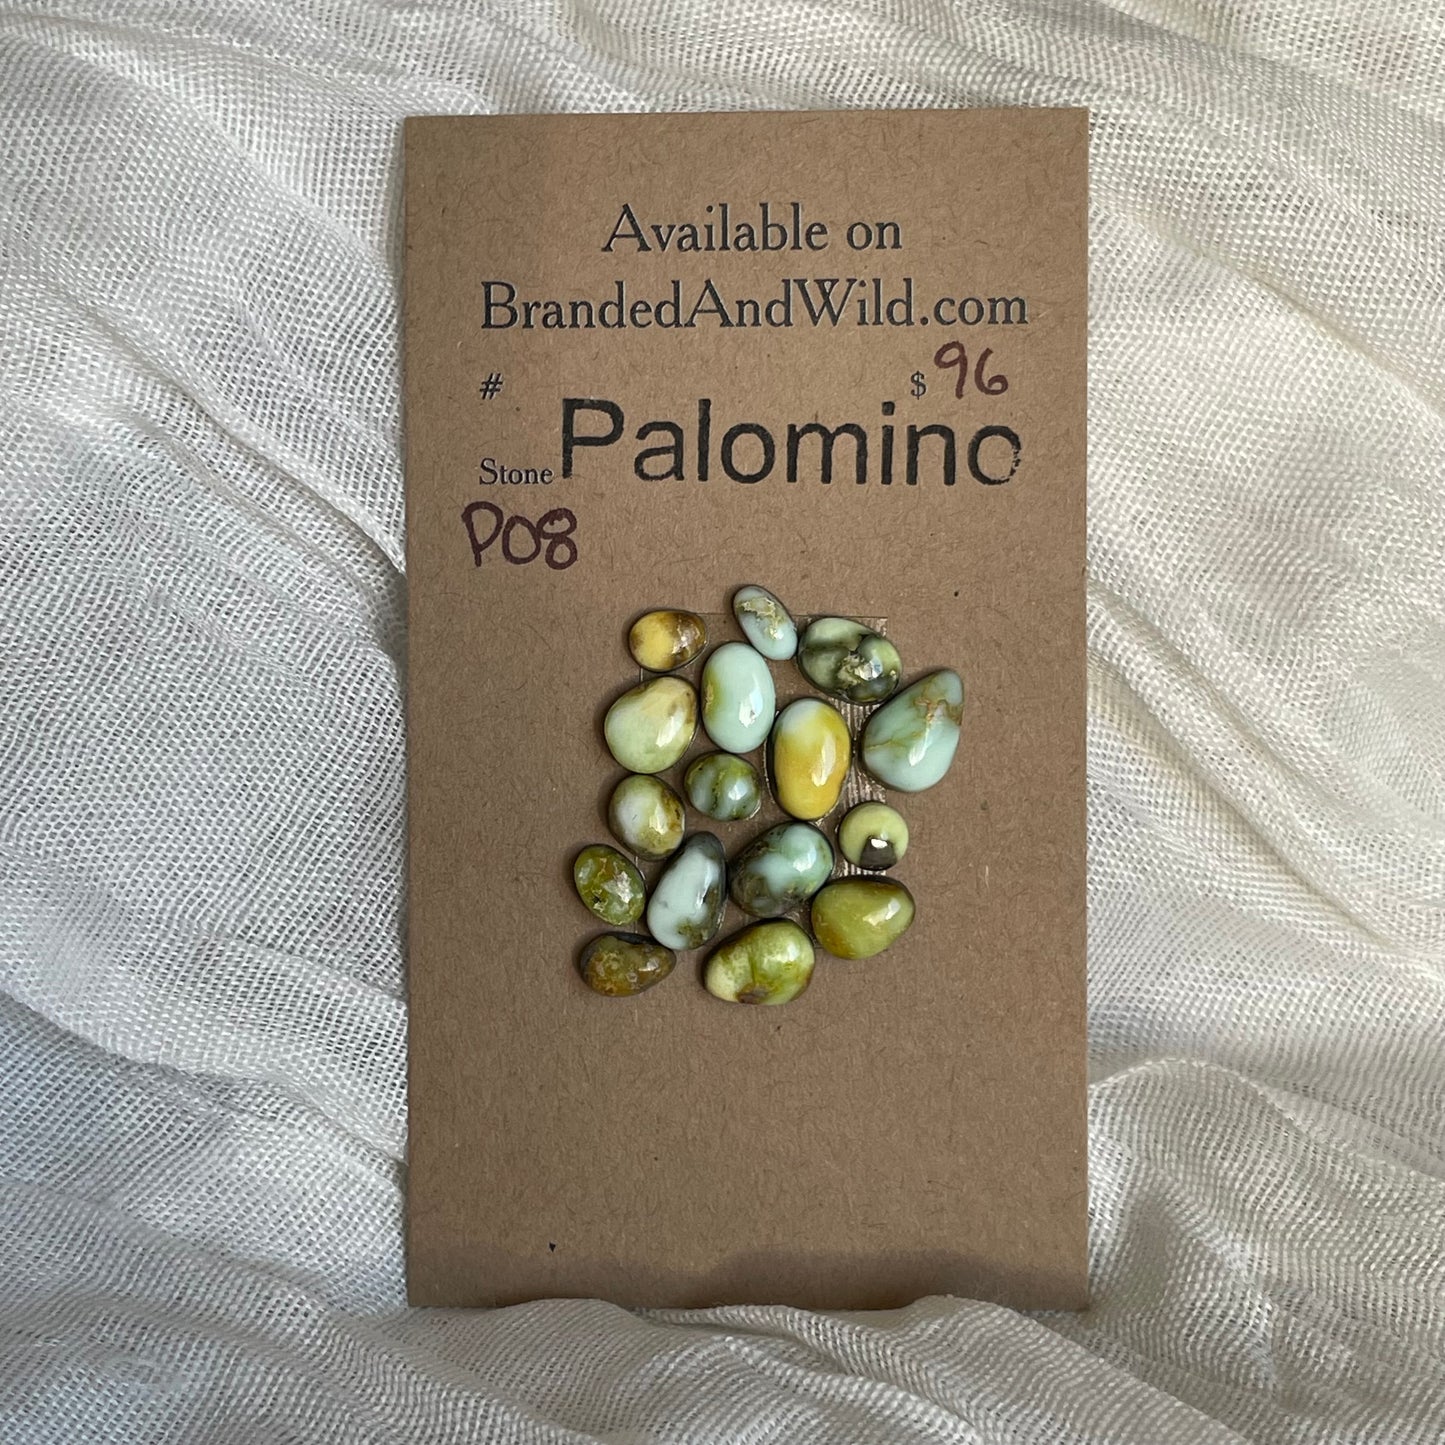 Available on
BrandedAndWild.com
# $ 96
Stone Palomino
P08